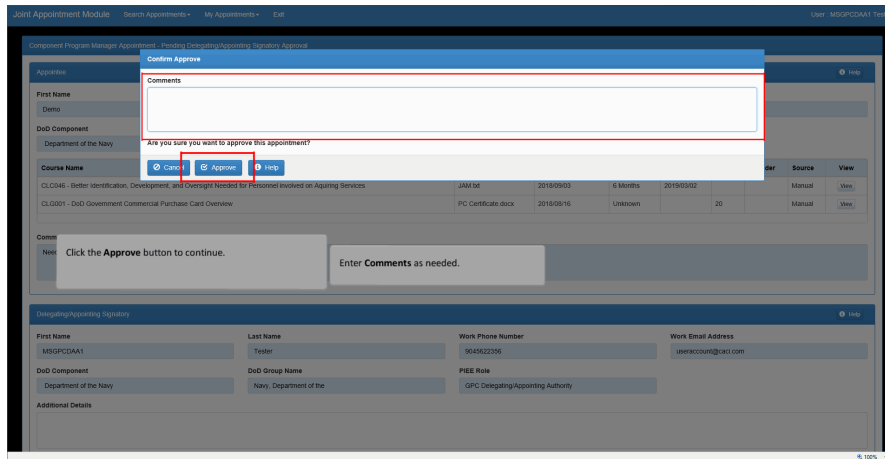 Joint Appointment Module Search Appointments My Appointments Exit User : MSGPCDAA1 Test
Component Program Manager Appointment - Pending Delegating/Appointing Signatory Approval
Confirm Approve
Appointee Help
Comments
First Name
Demo
DoD Component
Department of the Navy
Are you sure you want to approve this appointment?
Cancel Approve Help
Course Name Source View
CLC046 - Better Identification, Development, and Oversight Needed for Personnel Involved on Aquiring Services JAM.txt 2018/09/03 6 Months 2019/03/02 Manual View
CLG001 - DoD Government Commercial Purchase Card Overview PC Certificate.docx 2018/08/16 Unknown 20 Manual View
Click the Approve button to continue.
Enter Comments as needed.
Delegating/Appointing Signatory Help
First Name Last Name Work Phone Number Work Email Address
MSGPCDAA1 Tester 9045622356 useraccount@caci.com
DoD Component DoD Group Name PIEE Role
Department of the Navy Navy, Department of the GPC Delegating/Appointing Authority
Additional Details
100%